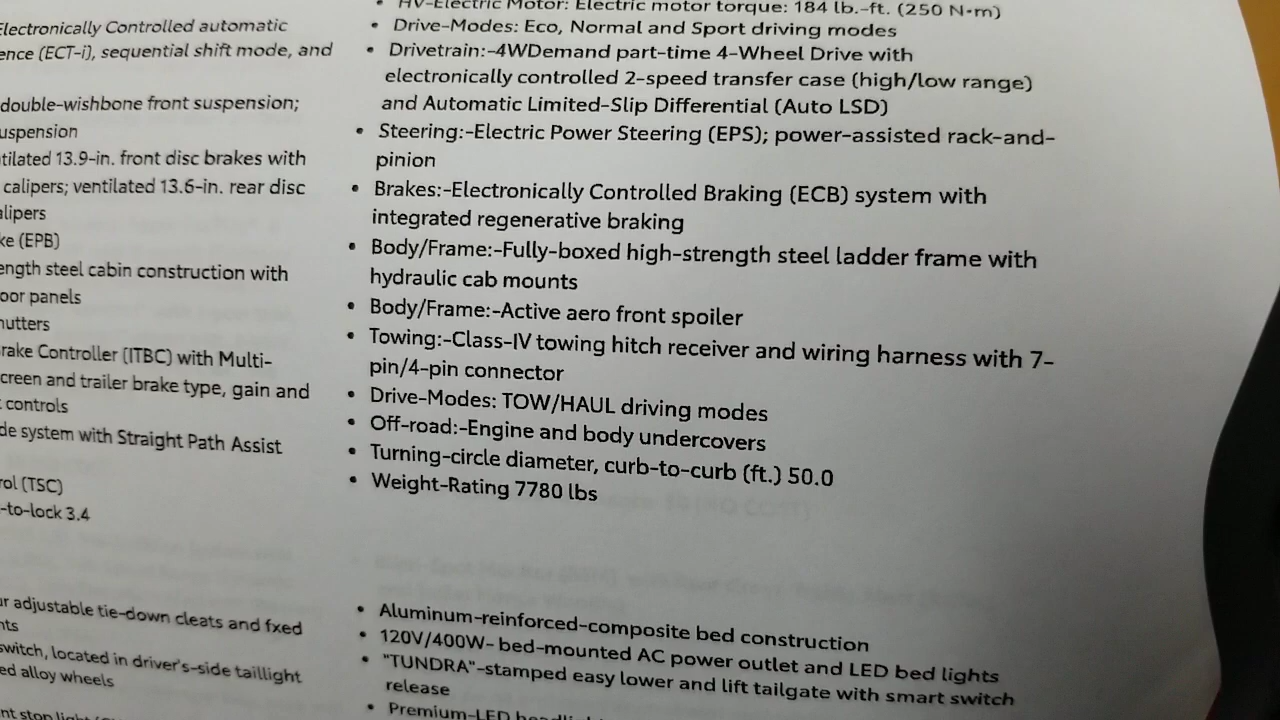 Electronically Controlled automatic
ence (ECT-i), sequential shift mode, and
double-wishbone front suspension;
uspension
tilated 13.9-in. front disc brakes with
calipers; ventilated 13.6-in. rear disc
alipers
ke (EPB)
ength steel cabin construction with
oor panels
hutters
rake Controller (ITBC) with Multi-
creen and trailer brake type, gain and
controls
de system with Straight Path Assist
rol (TSC)
-to-lock 3.4
ur adjustable tie-down cleats and fxed
hts
switch, located in driver's-side taillight
ed alloy wheels
nt stop light
• HV-Electric Motor: Electric motor torque: 184 lb.-ft. (250 N•m)
• Drive-Modes: Eco, Normal and Sport driving modes
• Drivetrain:-4WDemand part-time 4-Wheel Drive with
electronically controlled 2-speed transfer case (high/low range)
and Automatic Limited-Slip Differential (Auto LSD)
• Steering:-Electric Power Steering (EPS); power-assisted rack-and-
pinion
• Brakes:-Electronically Controlled Braking (ECB) system with
integrated regenerative braking
• Body/Frame:-Fully-boxed high-strength steel ladder frame with
hydraulic cab mounts
• Body/Frame:-Active aero front spoiler
• Towing:-Class-IV towing hitch receiver and wiring harness with 7-
pin/4-pin connector
• Drive-Modes: TOW/HAUL driving modes
• Off-road:-Engine and body undercovers
• Turning-circle diameter, curb-to-curb (ft.) 50.0
• Weight-Rating 7780 lbs
• Aluminum-reinforced-composite bed construction
• 120V/400W- bed-mounted AC power outlet and LED bed lights
• "TUNDRA"-stamped easy lower and lift tailgate with smart switch
release
• Premium-LED